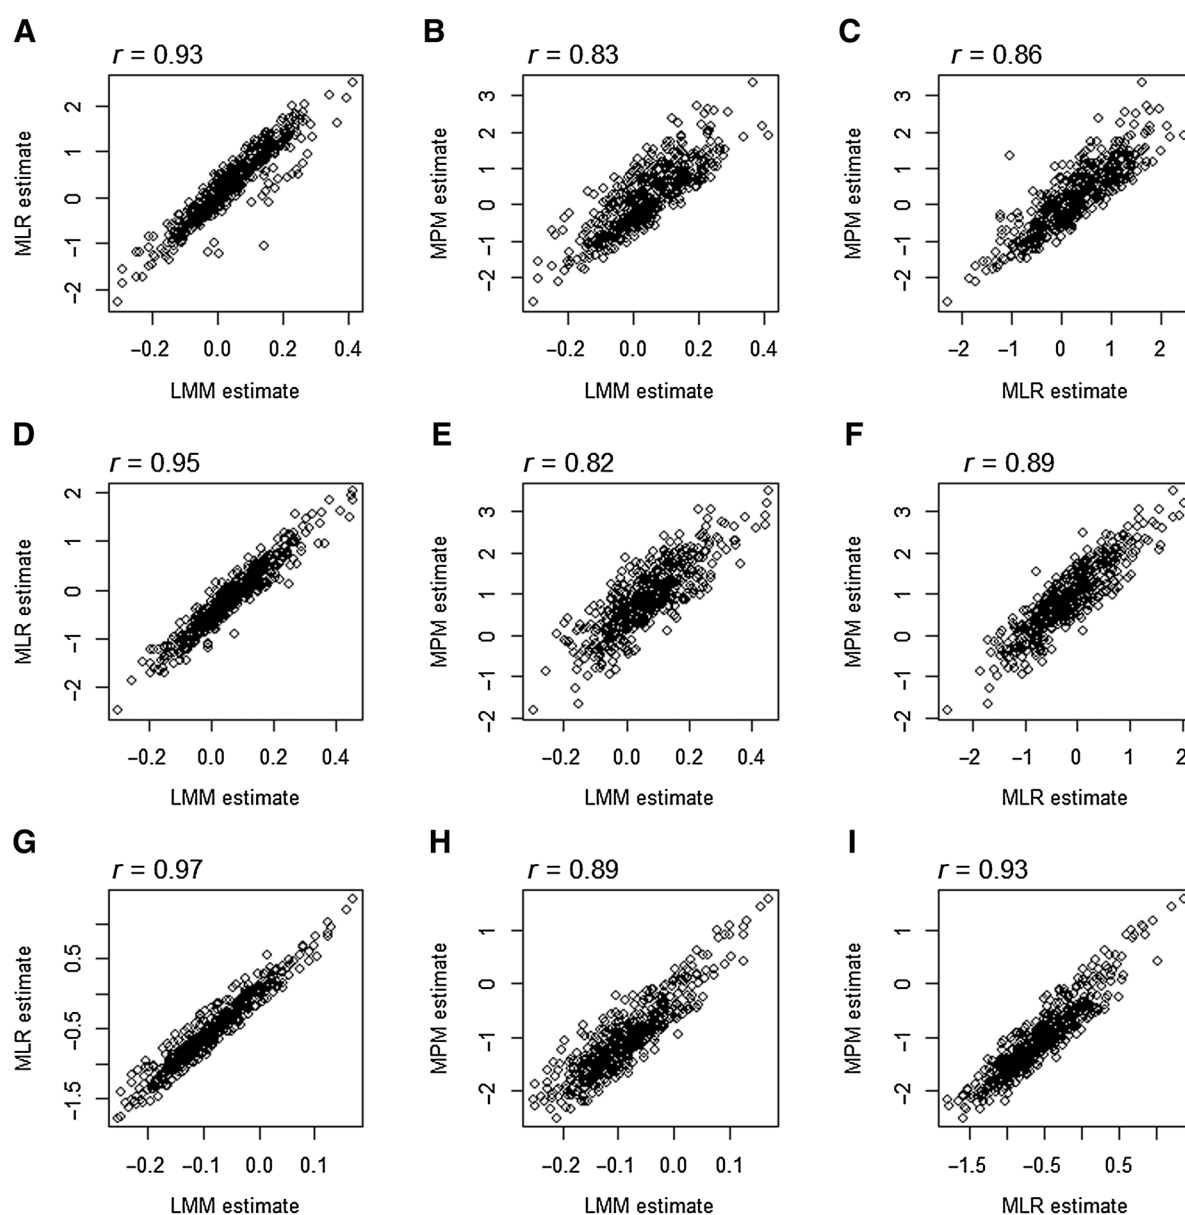 A
r = 0.93
MLR estimate
2
1
0
−1
−2
−0.2 0.0 0.2 0.4
LMM estimate
B
r = 0.83
MPM estimate
3
2
1
0
−1
−2
−0.2 0.0 0.2 0.4
LMM estimate
C
r = 0.86
MPM estimate
3
2
1
0
−1
−2
−2 −1 0 1 2
MLR estimate
D
r = 0.95
MLR estimate
2
1
0
−1
−2
−0.2 0.0 0.2 0.4
LMM estimate
E
r = 0.82
MPM estimate
3
2
1
0
−1
−2
−0.2 0.0 0.2 0.4
LMM estimate
F
r = 0.89
MPM estimate
3
2
1
0
−1
−2
−2 −1 0 1 2
MLR estimate
G
r = 0.97
MLR estimate
0.5
−0.5
−1.5
−0.2 −0.1 0.0 0.1
LMM estimate
H
r = 0.89
MPM estimate
1
0
−1
−2
−0.2 −0.1 0.0 0.1
LMM estimate
I
r = 0.93
MPM estimate
1
0
−1
−2
−1.5 −0.5 0.5
MLR estimate